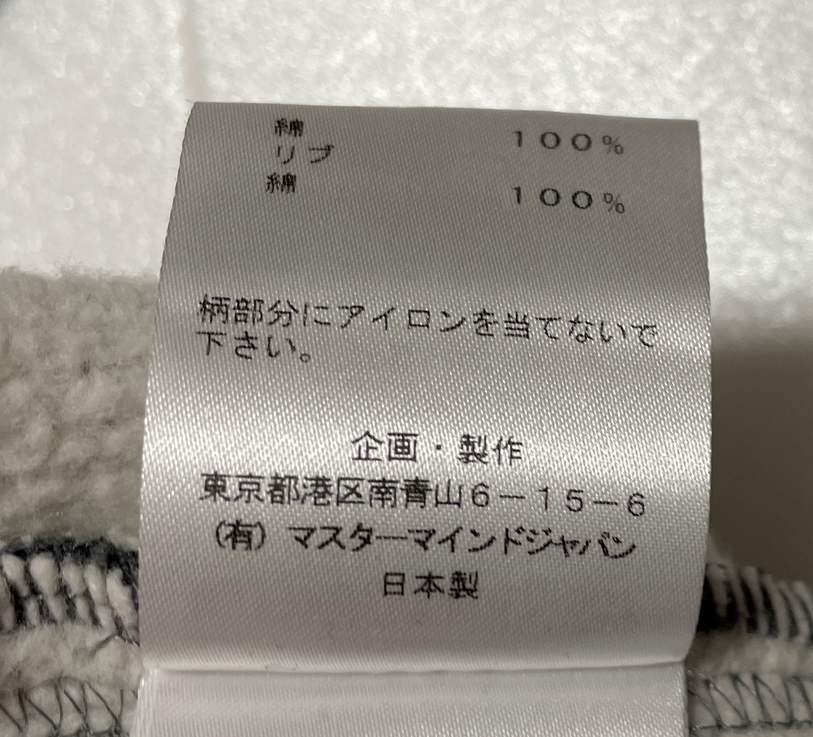 綿 １００％
リブ
綿 １００％
柄部分にアイロンを当てないで
下さい。
企画・製作
東京都港区南青山６－１５－６
（有）マスターマインドジャパン
日本製